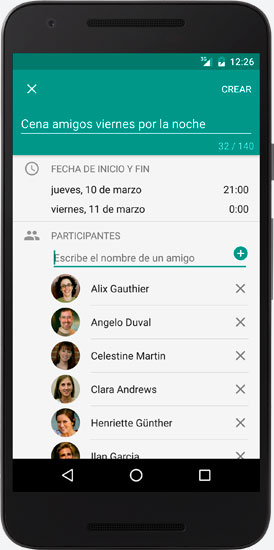 3G 12:26
CREAR
Cena amigos viernes por la noche
32 / 140
FECHA DE INICIO Y FIN
jueves, 10 de marzo 21:00
viernes, 11 de marzo 0:00
PARTICIPANTES
Escribe el nombre de un amigo
Alix Gauthier
Angelo Duval
Celestine Martin
Clara Andrews
Henriette Günther
Ilan Garcia